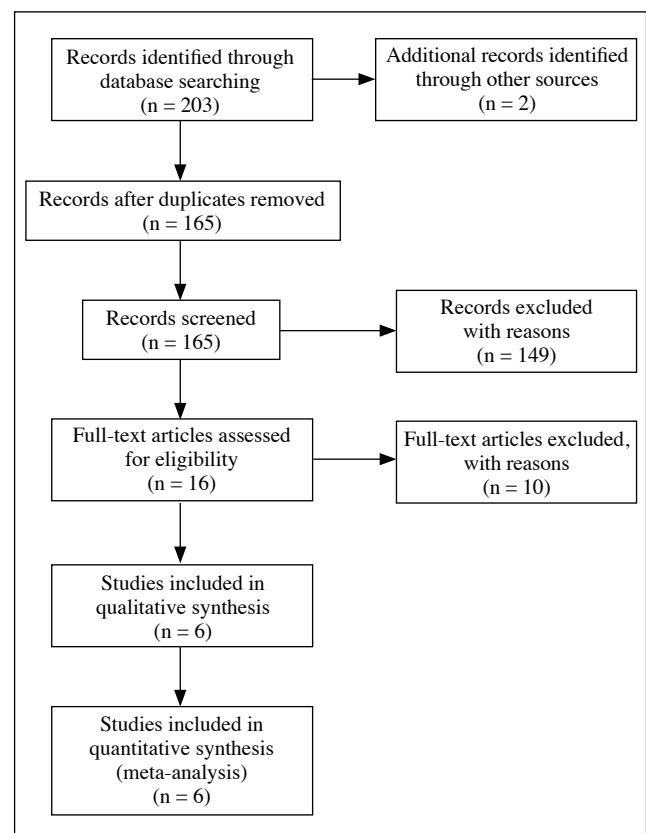 Records identified through
database searching
(n = 203)
Additional records identified
through other sources
(n = 2)
Records after duplicates removed
(n = 165)
Records screened
(n = 165)
Records excluded
with reasons
(n = 149)
Full-text articles assessed
for eligibility
(n = 16)
Full-text articles excluded,
with reasons
(n = 10)
Studies included in
qualitative synthesis
(n = 6)
Studies included in
quantitative synthesis
(meta-analysis)
(n = 6)